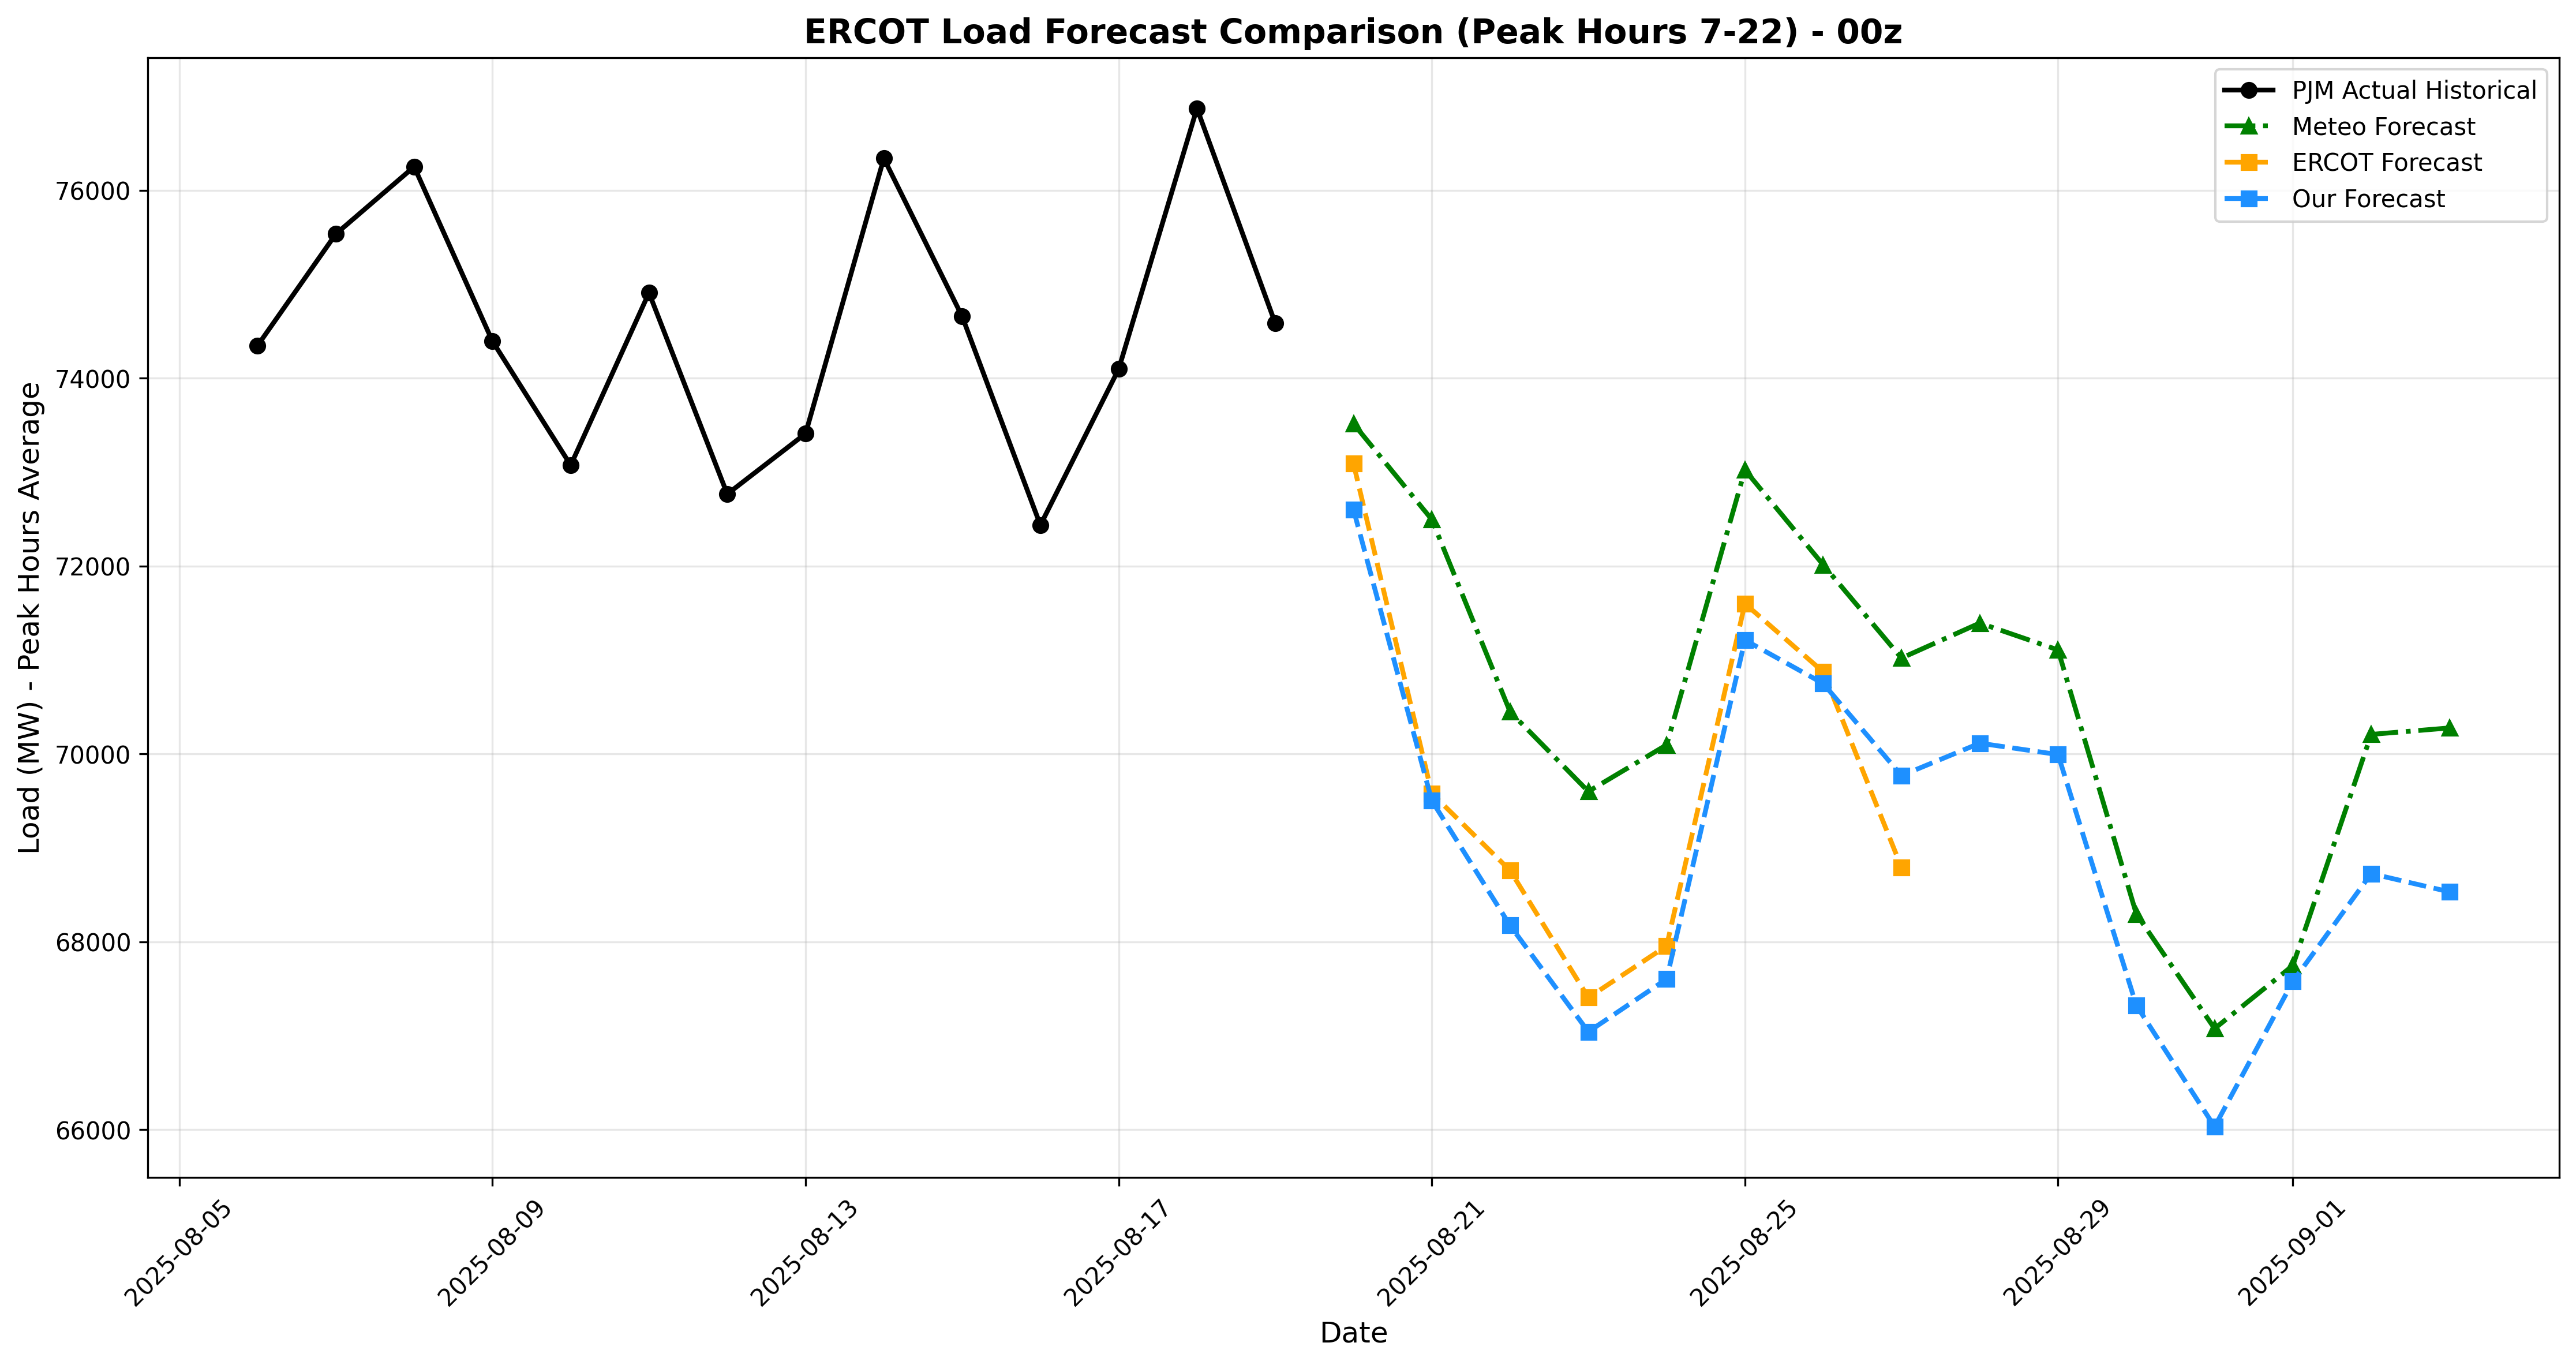 ERCOT Load Forecast Comparison (Peak Hours 7-22) - 00z
PJM Actual Historical
Meteo Forecast
ERCOT Forecast
Our Forecast
Load (MW) - Peak Hours Average
76000
74000
72000
70000
68000
66000
2025-08-05
2025-08-09
2025-08-13
2025-08-17
2025-08-21
2025-08-25
2025-08-29
2025-09-01
Date